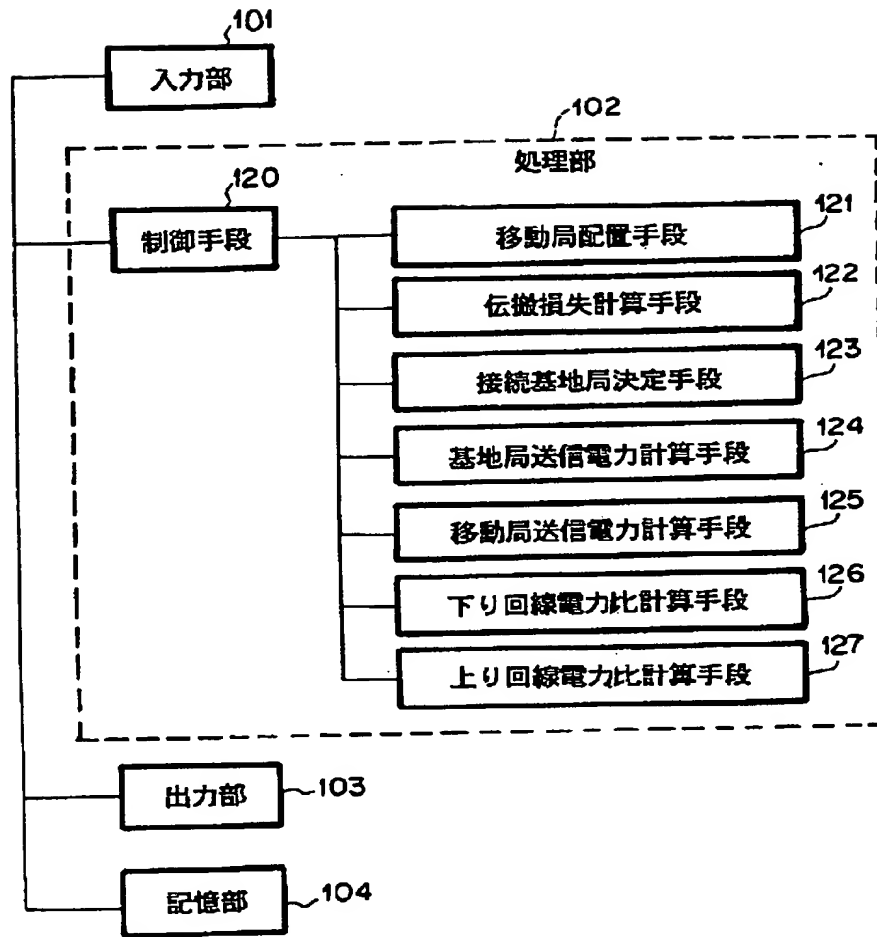 101
入力部
102
処理部
120
制御手段
121
移動局配置手段
122
伝搬損失計算手段
123
接続基地局決定手段
124
基地局送信電力計算手段
125
移動局送信電力計算手段
126
下り回線電力比計算手段
127
上り回線電力比計算手段
出力部
103
記憶部
104